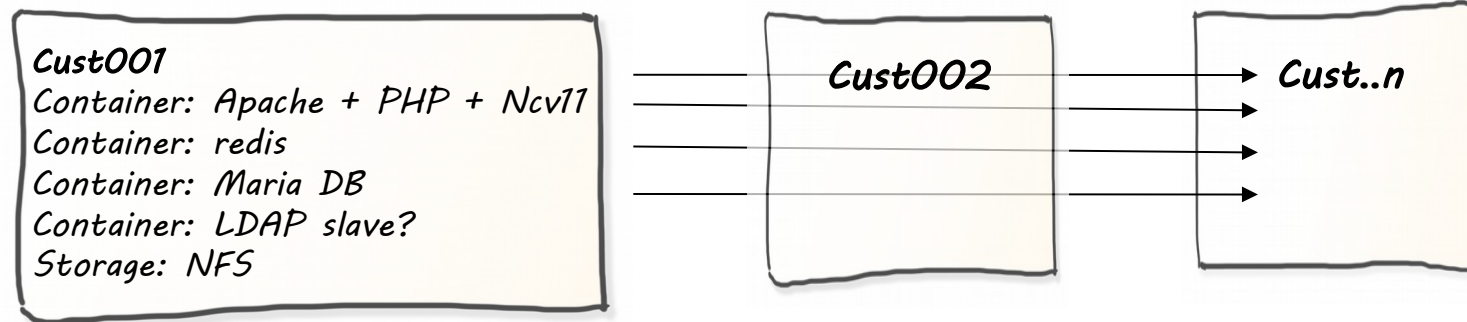 Cust001
Container: Apache + PHP + Ncv11
Container: redis
Container: Maria DB
Container: LDAP slave?
Storage: NFS
Cust002
Cust..n